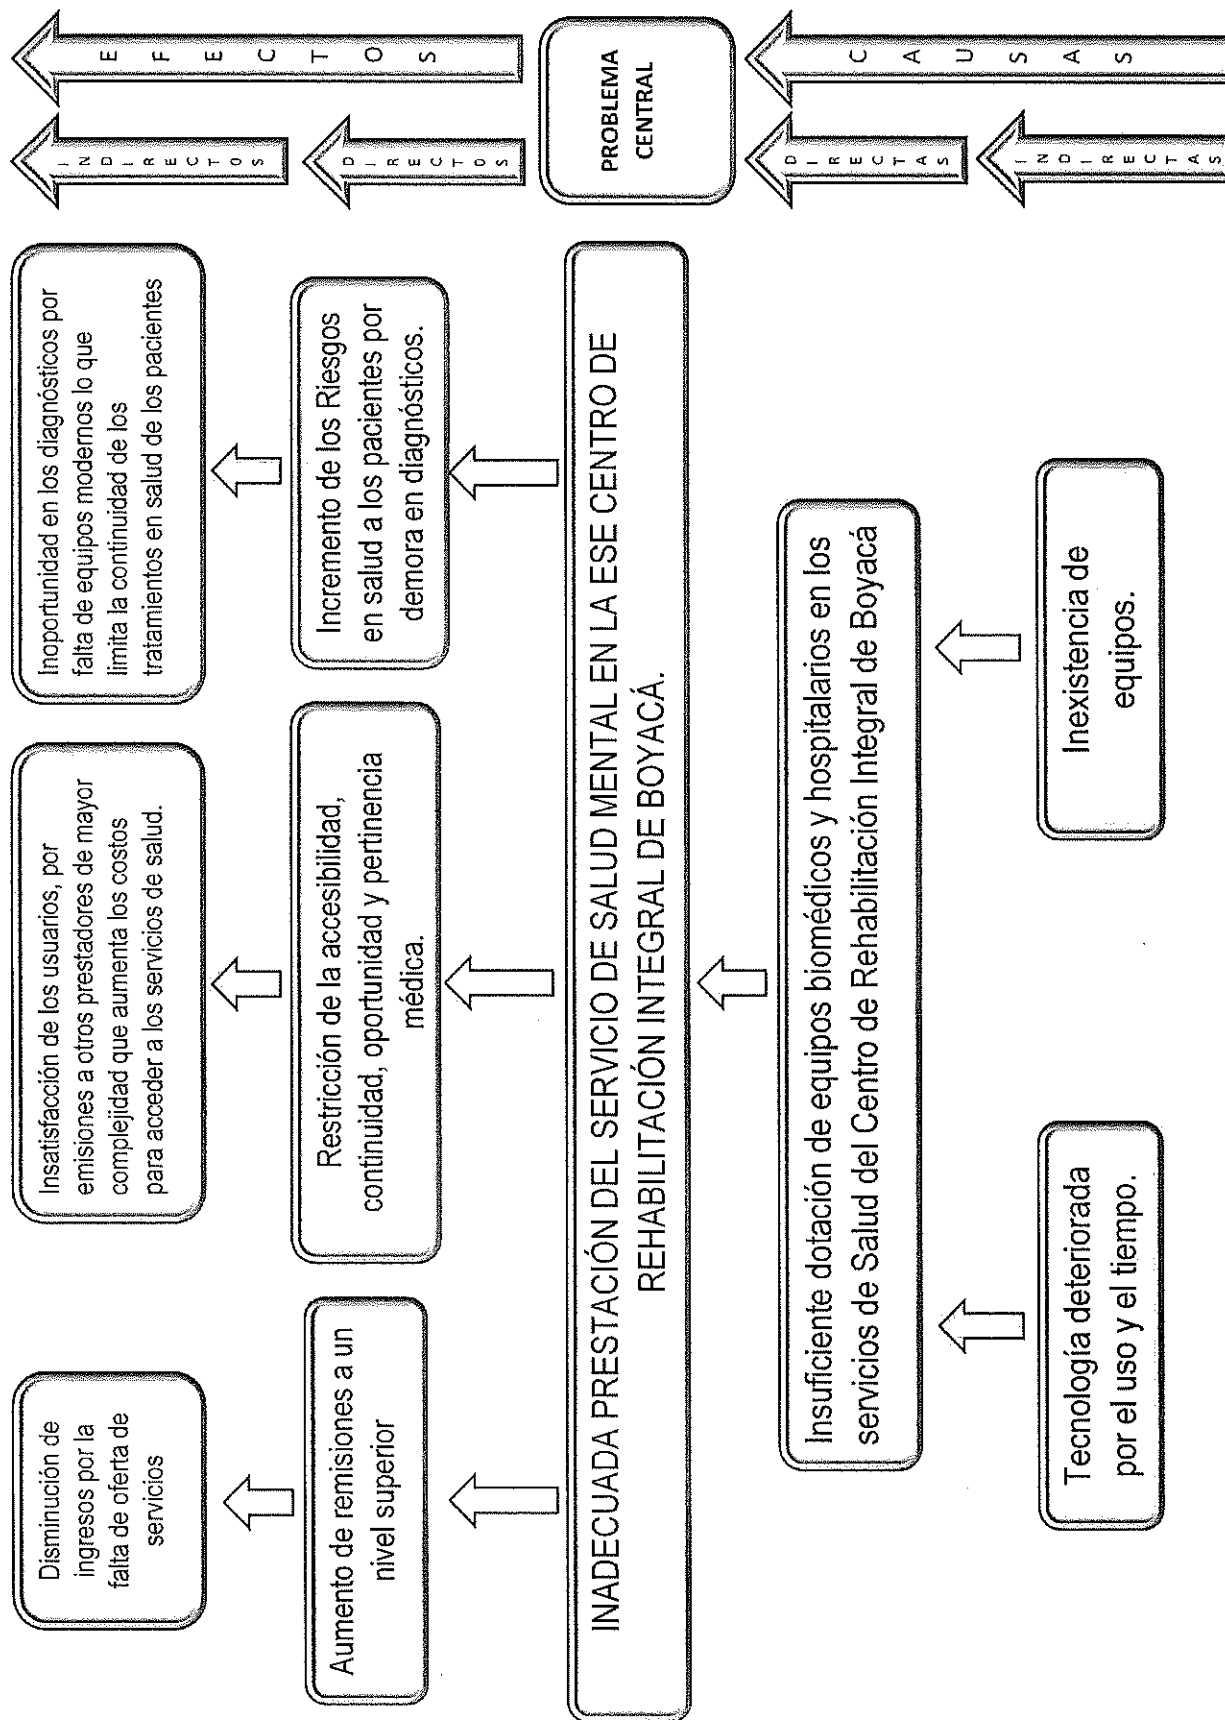 Disminución de
ingresos por la
falta de oferta de
servicios
Insatisfacción de los usuarios, por
emisiones a otros prestadores de mayor
complejidad que aumenta los costos
para acceder a los servicios de salud.
Inoportunidad en los diagnósticos por
falta de equipos modernos lo que
limita la continuidad de los
tratamientos en salud de los pacientes
INDIRECTOS
EFECTOS
Aumento de remisiones a un
nivel superior
Restricción de la accesibilidad,
continuidad, oportunidad y pertinencia
médica.
Incremento de los Riesgos
en salud a los pacientes por
demora en diagnósticos.
DIRECTOS
INADECUADA PRESTACIÓN DEL SERVICIO DE SALUD MENTAL EN LA ESE CENTRO DE
REHABILITACIÓN INTEGRAL DE BOYACÁ.
PROBLEMA
CENTRAL
Insuficiente dotación de equipos biomédicos y hospitalarios en los
servicios de Salud del Centro de Rehabilitación Integral de Boyacá
DIRECTAS
CAUSAS
Tecnología deteriorada
por el uso y el tiempo.
Inexistencia de
equipos.
INDIRECTAS